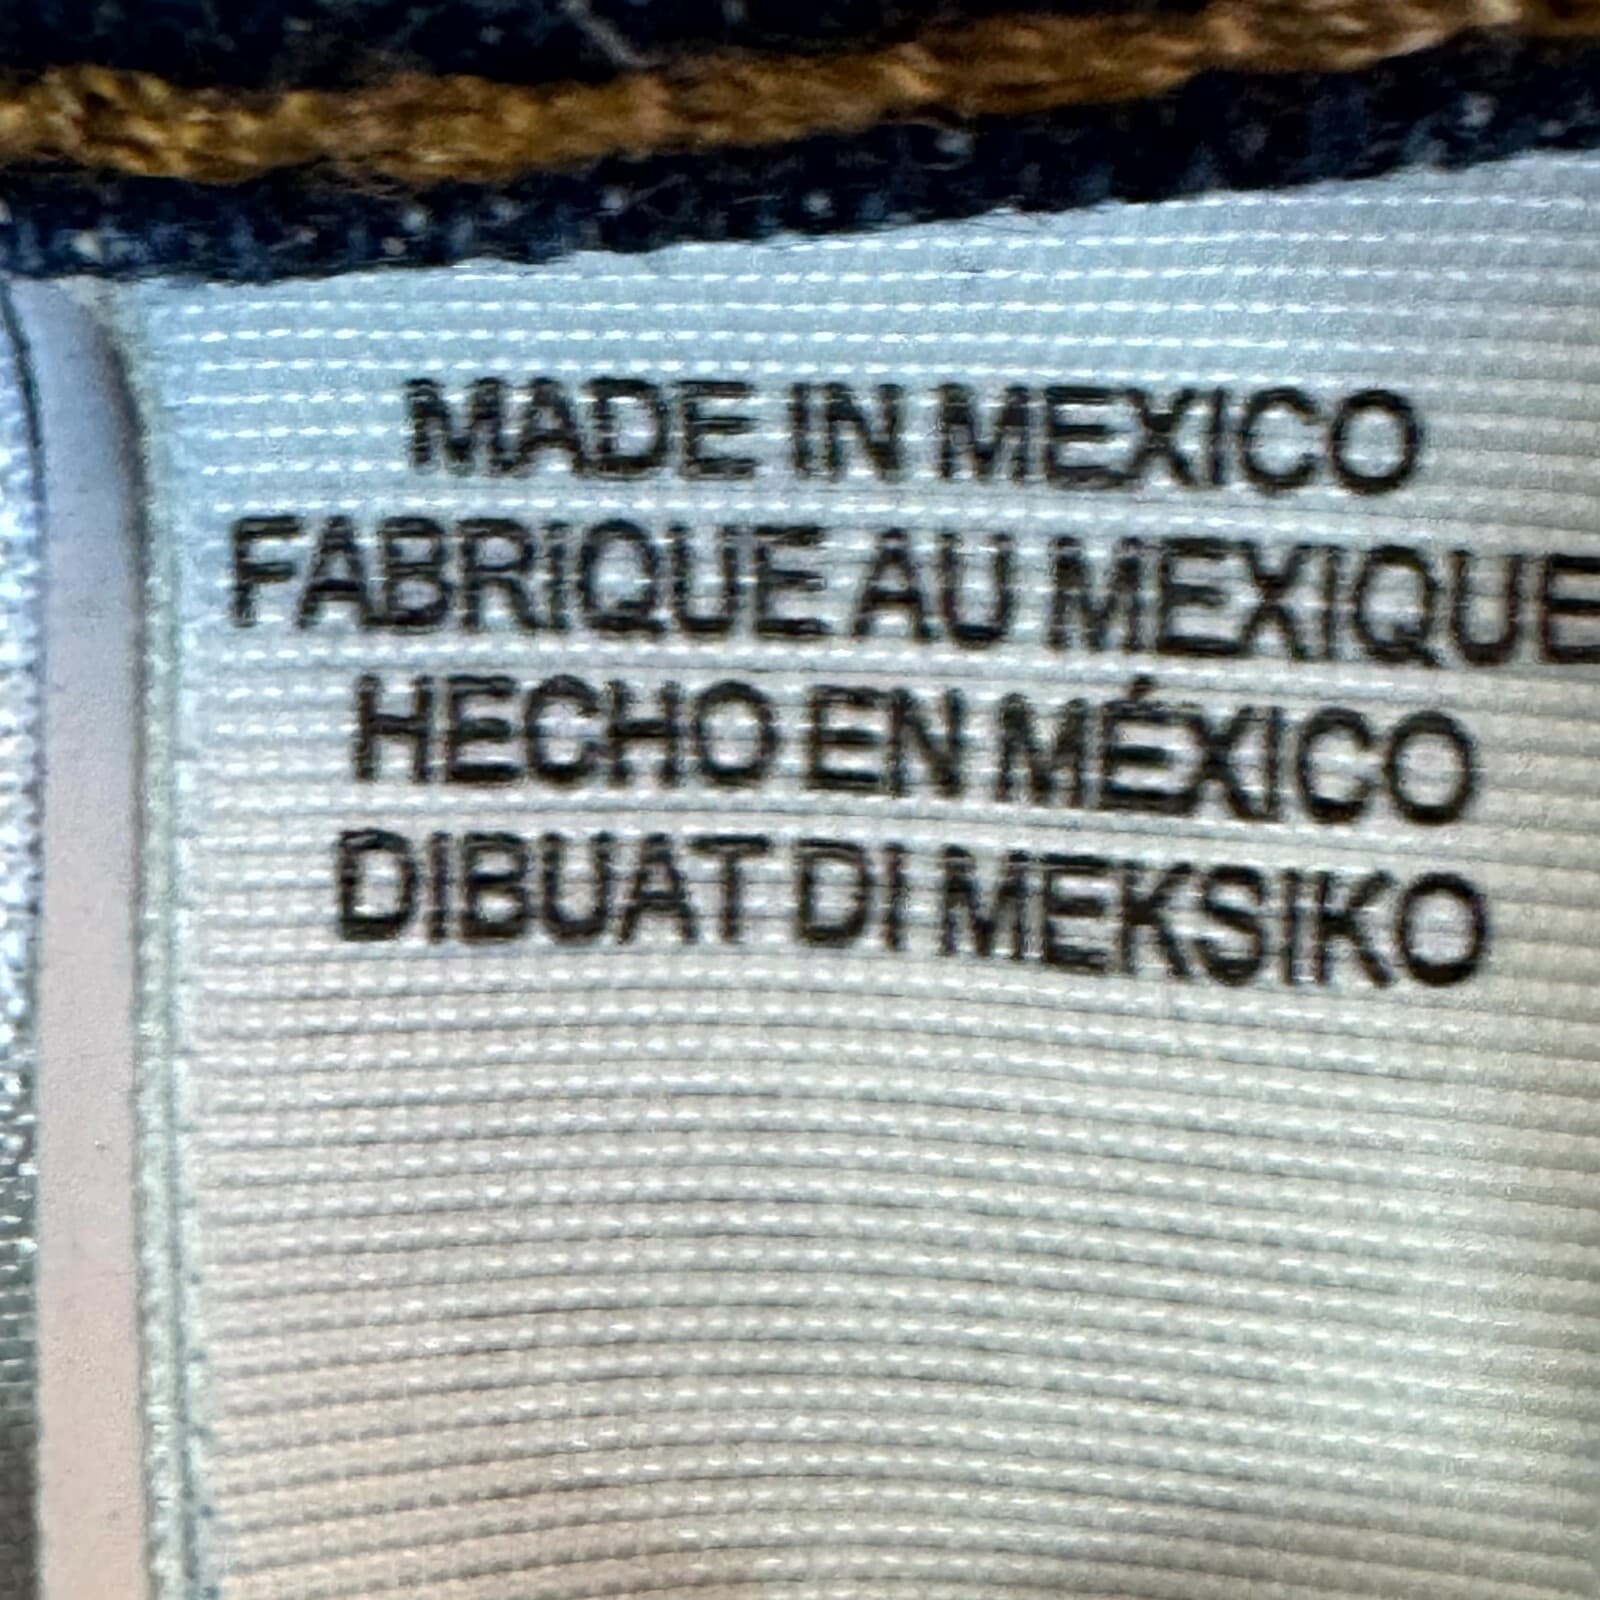 MADE IN MEXICO
FABRIQUE AU MEXIQUE
HECHO EN MÉXICO
DIBUAT DI MEKSIKO